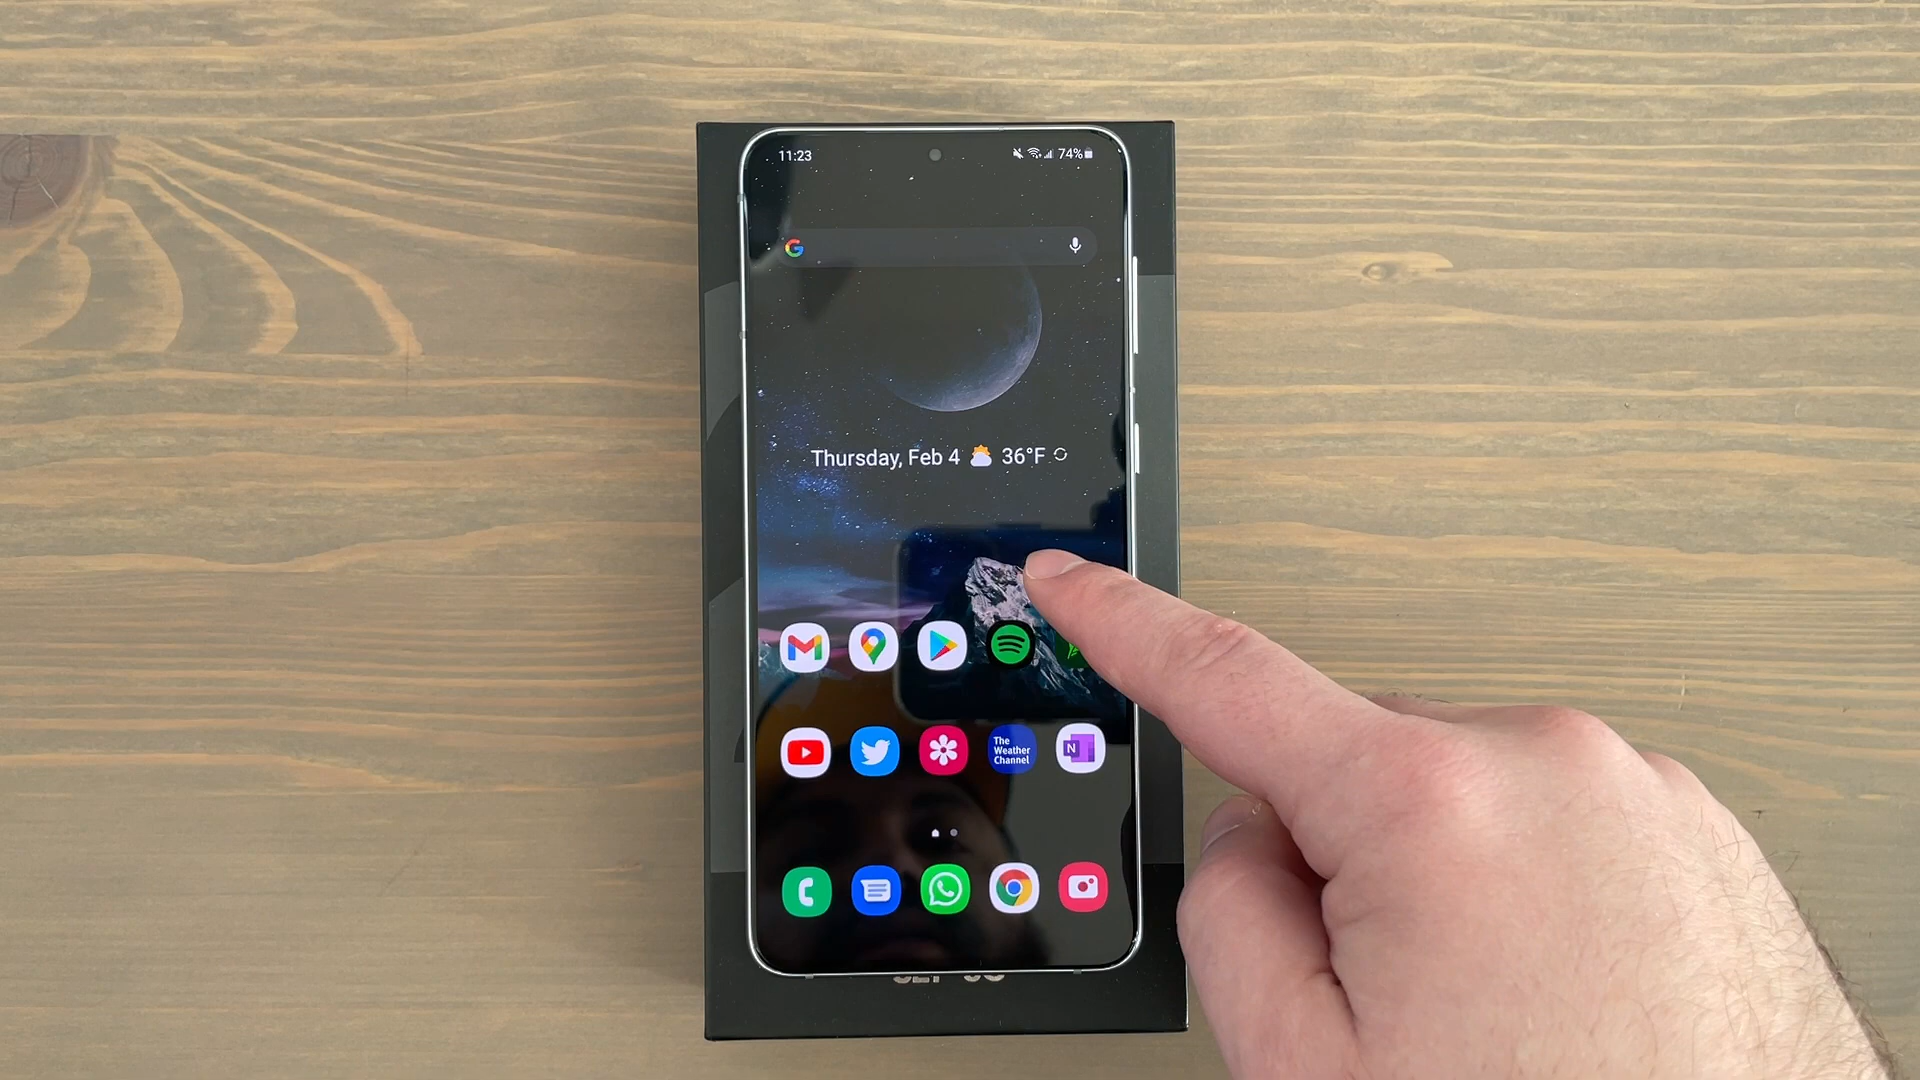 11:23
74%
G
Thursday, Feb 4 36°F
The
Weather
Channel
N